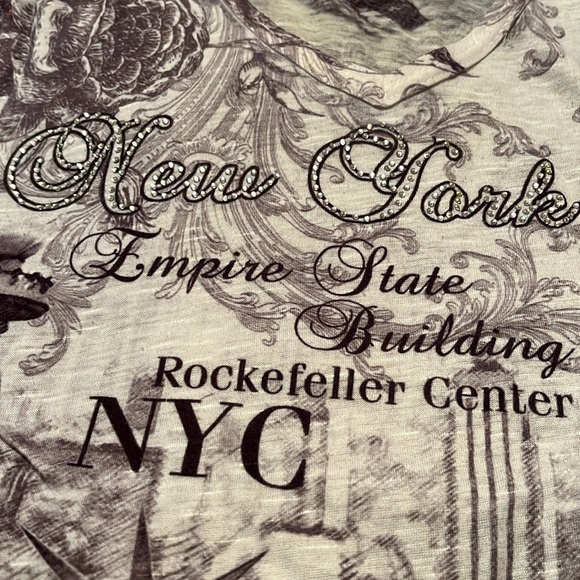 New York
Empire State
Building
Rockefeller Center
NYC